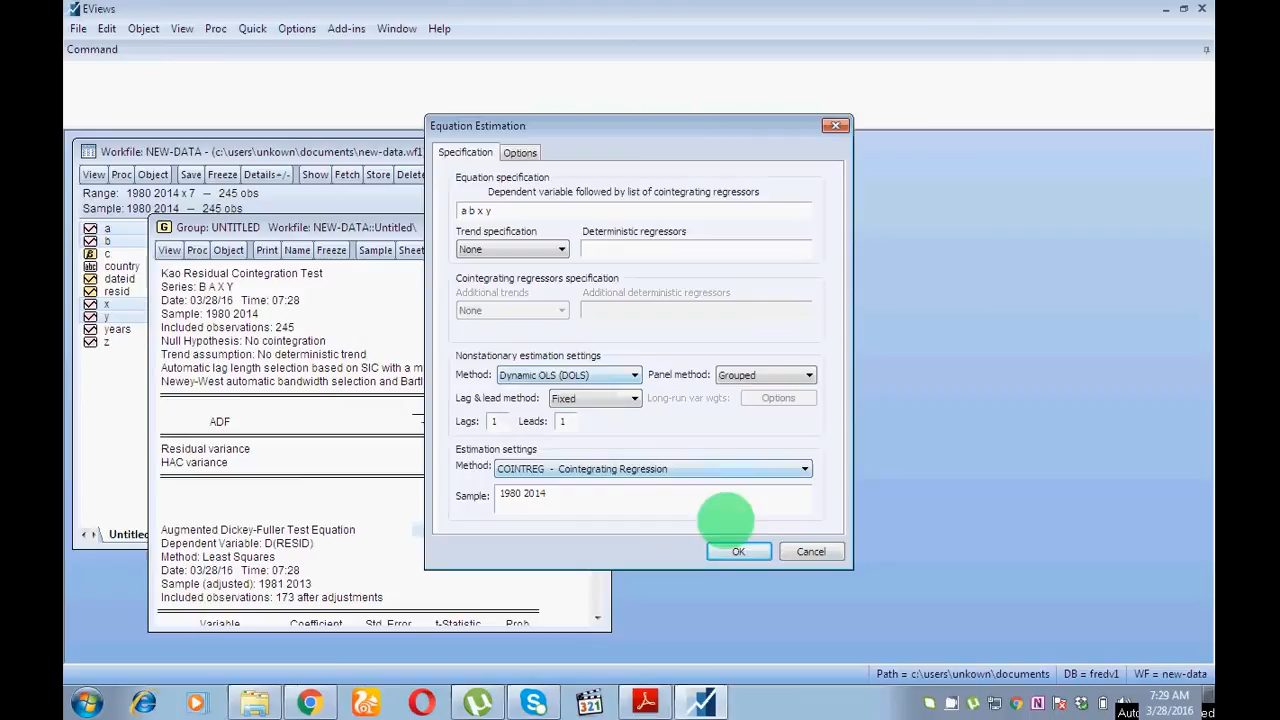 EViews
File Edit Object View Proc Quick Options Add-ins Window Help
Command
Workfile: NEW-DATA - (c:\users\unkown\documents\new-data.wf1
View Proc Object Save Freeze Details+/- Show Fetch Store Delet
Range: 1980 2014 x 7 -- 245 obs
Sample: 1980 2014 -- 245 obs
a
b
c
country
dateid
resid
x
y
years
z
Untitled
G Group: UNTITLED Workfile: NEW-DATA::Untitled\
View Proc Object Print Name Freeze Sample Sheet
Kao Residual Cointegration Test
Series: B A X Y
Date: 03/28/16 Time: 07:28
Sample: 1980 2014
Included observations: 245
Null Hypothesis: No cointegration
Trend assumption: No deterministic trend
Automatic lag length selection based on SIC with a m
Newey-West automatic bandwidth selection and Bartl
ADF
Residual variance
HAC variance
Augmented Dickey-Fuller Test Equation
Dependent Variable: D(RESID)
Method: Least Squares
Date: 03/28/16 Time: 07:28
Sample (adjusted): 1981 2013
Included observations: 173 after adjustments
Variable Coefficient Std. Error t-Statistic Prob.
Equation Estimation
Specification Options
Equation specification
Dependent variable followed by list of cointegrating regressors
a b x y
Trend specification Deterministic regressors
None
Cointegrating regressors specification
Additional trends Additional deterministic regressors
None
Nonstationary estimation settings
Method: Dynamic OLS (DOLS) Panel method: Grouped
Lag & lead method: Fixed Long-run var wgts: Options
Lags: 1 Leads: 1
Estimation settings
Method: COINTREG - Cointegrating Regression
Sample: 1980 2014
OK Cancel
Path = c:\users\unkown\documents DB = fredv1 WF = new-data
321
7:29 AM
3/28/2016